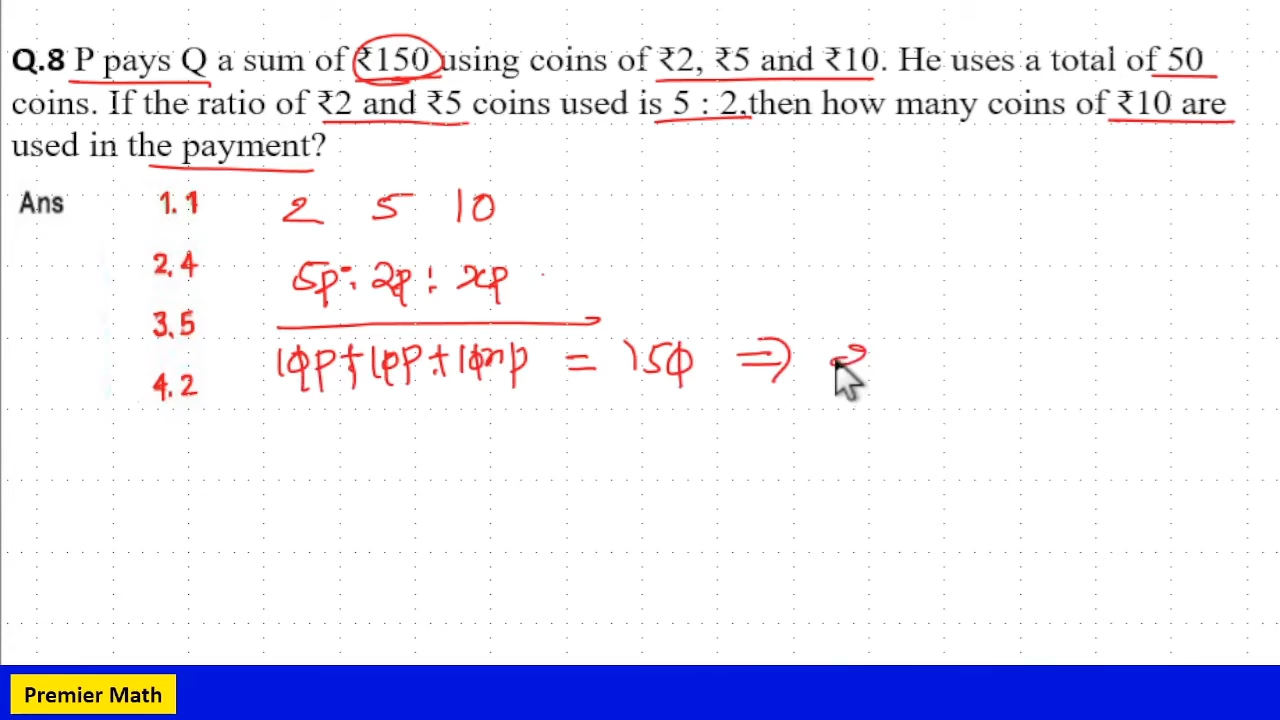 Q.8 P pays Q a sum of ₹150 using coins of ₹2, ₹5 and ₹10. He uses a total of 50
coins. If the ratio of ₹2 and ₹5 coins used is 5 : 2,then how many coins of ₹10 are
used in the payment?
Ans 1. 1
2 5 10
2. 4
5p : 2p : xp
3. 5
10p + 10p + 10xp = 150 ⇒ 2
4. 2
Premier Math